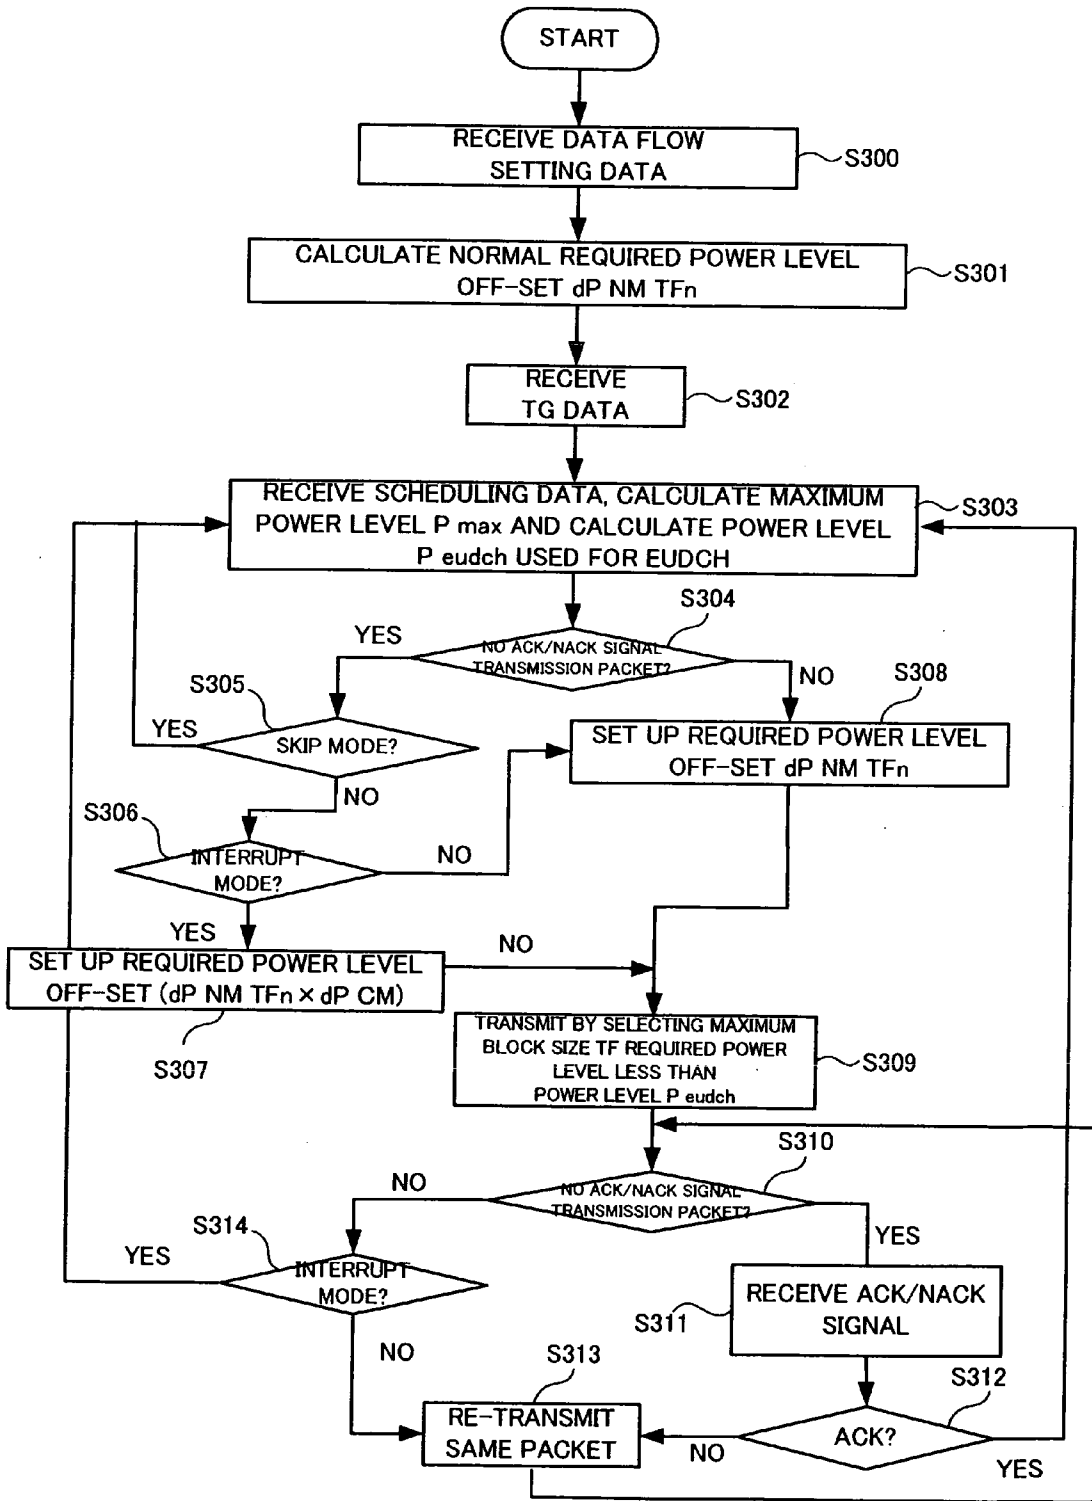 START
RECEIVE DATA FLOW
SETTING DATA
S300
CALCULATE NORMAL REQUIRED POWER LEVEL
OFF-SET dP NM TFn
S301
RECEIVE
TG DATA
S302
RECEIVE SCHEDULING DATA, CALCULATE MAXIMUM
POWER LEVEL P max AND CALCULATE POWER LEVEL
P eudch USED FOR EUDCH
S303
S304
YES
NO ACK/NACK SIGNAL
TRANSMISSION PACKET?
NO
S308
S305
YES
SKIP MODE?
SET UP REQUIRED POWER LEVEL
OFF-SET dP NM TFn
NO
S306
INTERRUPT
MODE?
NO
YES
NO
SET UP REQUIRED POWER LEVEL
OFF-SET (dP NM TFn × dP CM)
S307
TRANSMIT BY SELECTING MAXIMUM
BLOCK SIZE TF REQUIRED POWER
LEVEL LESS THAN
POWER LEVEL P eudch
S309
S310
NO
NO ACK/NACK SIGNAL
TRANSMISSION PACKET?
YES
S314
YES
INTERRUPT
MODE?
RECEIVE ACK/NACK
SIGNAL
S311
NO
S313
S312
RE-TRANSMIT
SAME PACKET
NO
ACK?
YES